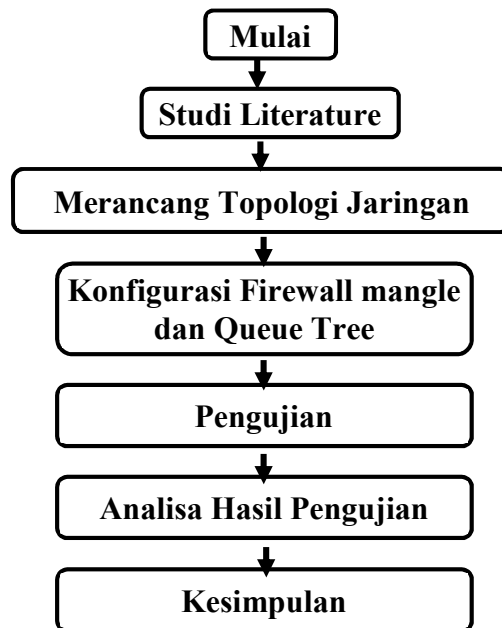 Mulai
Studi Literature
Merancang Topologi Jaringan
Konfigurasi Firewall mangle
dan Queue Tree
Pengujian
Analisa Hasil Pengujian
Kesimpulan